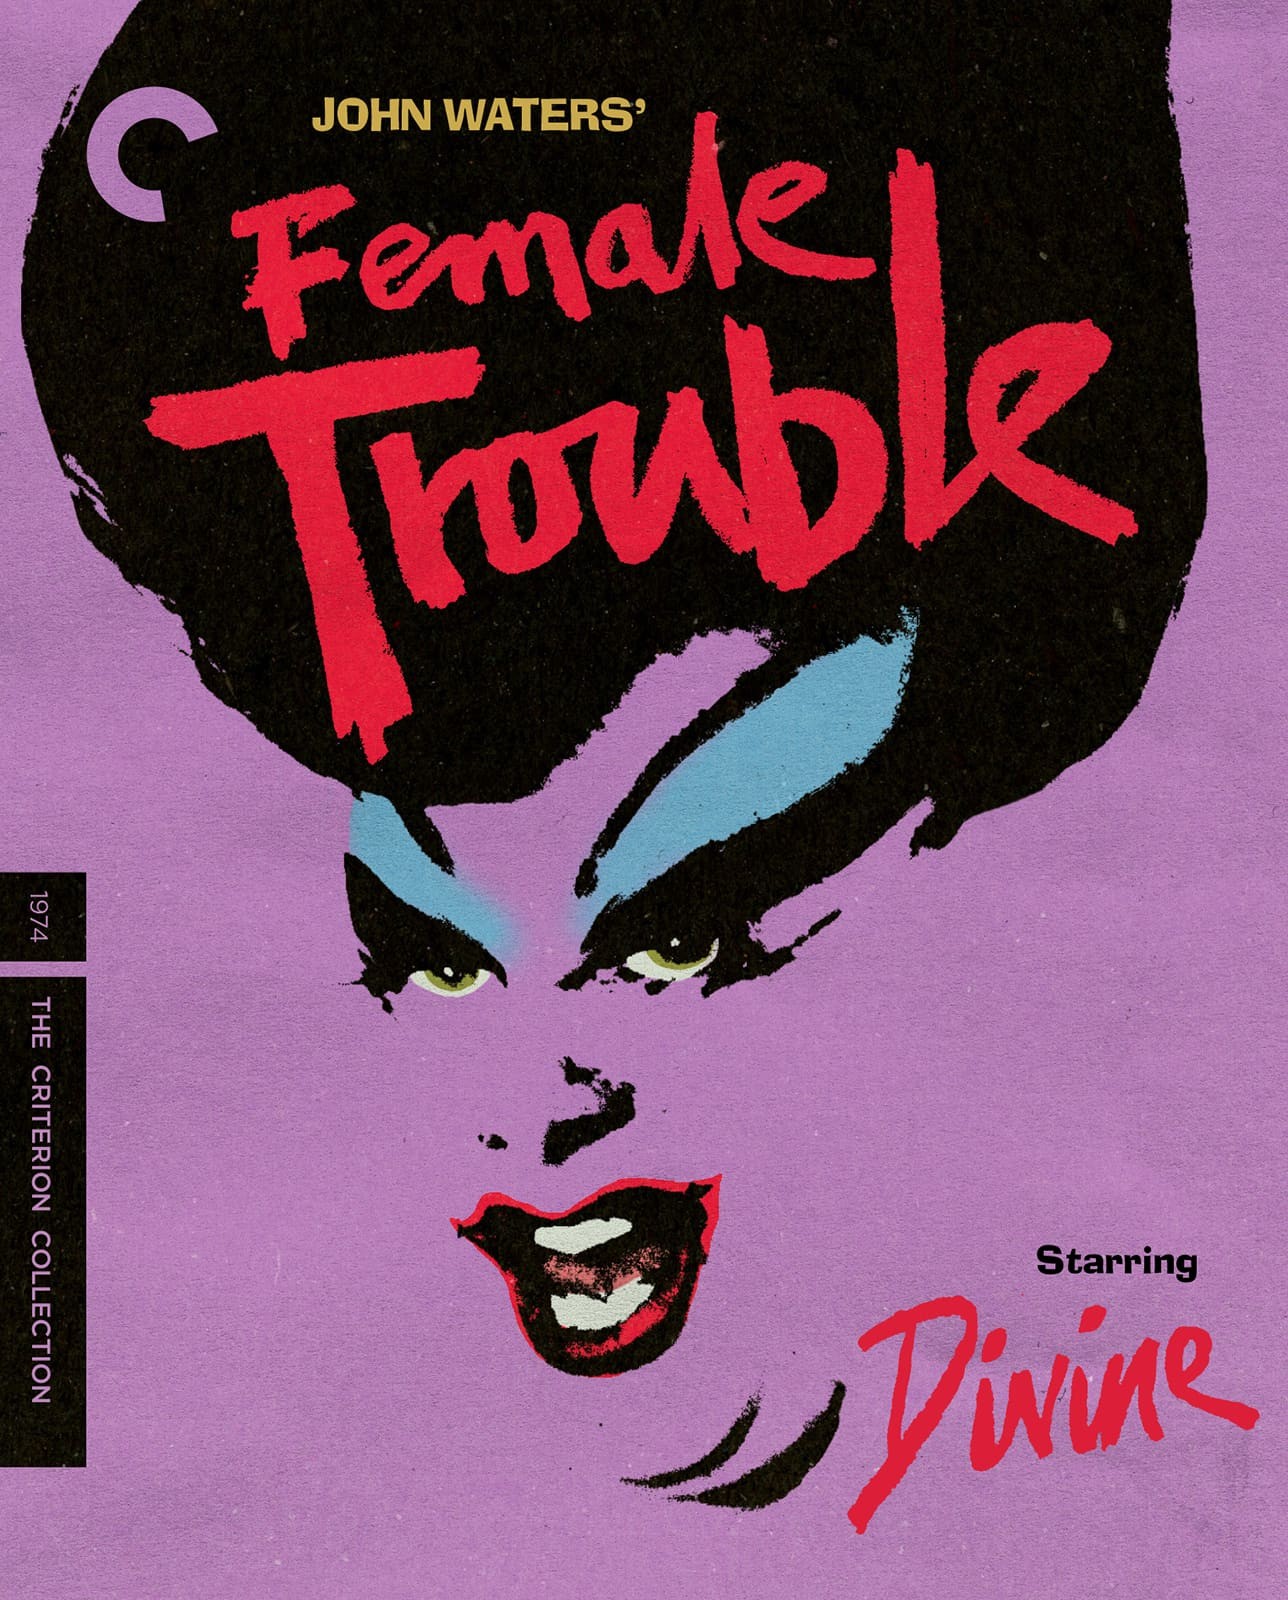 JOHN WATERS’
Female
Trouble
1974
THE CRITERION COLLECTION
Starring
Divine